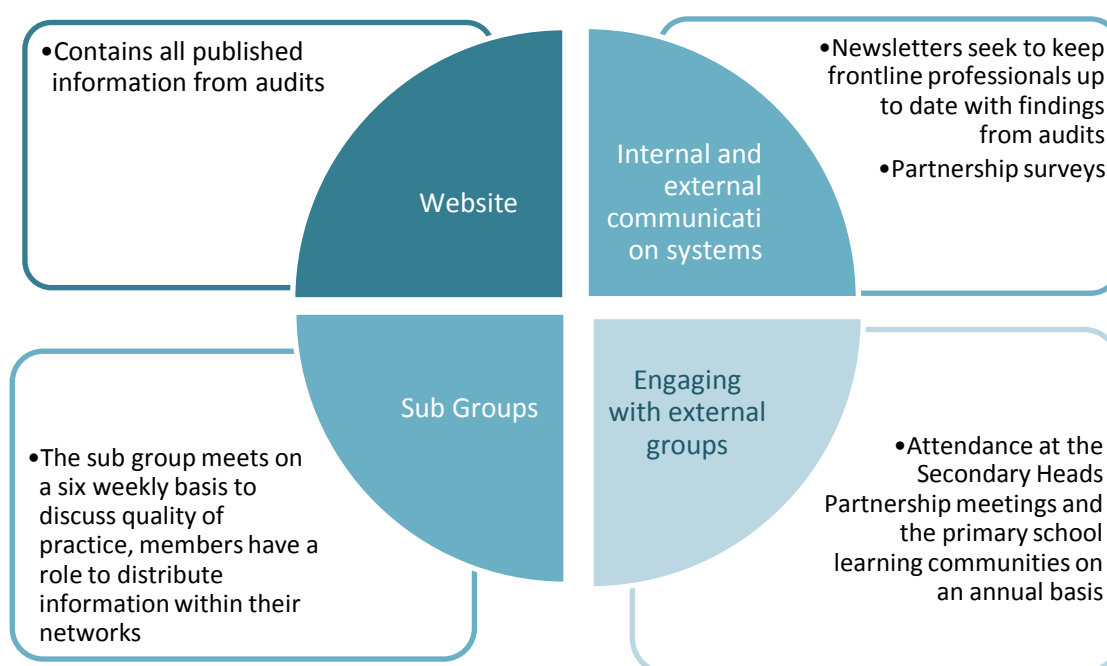 •Contains all published
information from audits
Website
Internal and
external
communicati
on systems
•Newsletters seek to keep
frontline professionals up
to date with findings
from audits
•Partnership surveys
•The sub group meets on
a six weekly basis to
discuss quality of
practice, members have a
role to distribute
information within their
networks
Sub Groups
Engaging
with external
groups
•Attendance at the
Secondary Heads
Partnership meetings and
the primary school
learning communities on
an annual basis